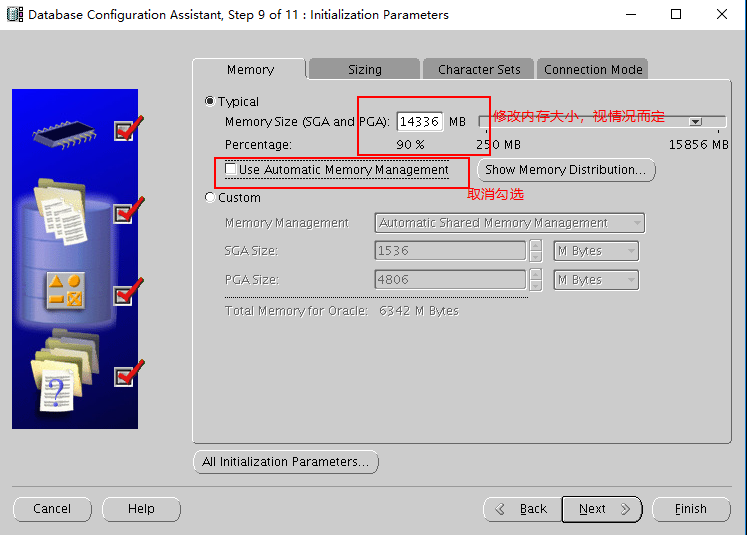 Database Configuration Assistant, Step 9 of 11 : Initialization Parameters
Memory Sizing Character Sets Connection Mode
Typical
Memory Size (SGA and PGA): 14336 MB 修改内存大小，视情况而定
Percentage: 90 % 250 MB 15856 MB
Use Automatic Memory Management Show Memory Distribution...
取消勾选
Custom
Memory Management Automatic Shared Memory Management
SGA Size: 1536 M Bytes
PGA Size: 4806 M Bytes
Total Memory for Oracle: 6342 M Bytes
?
All Initialization Parameters...
Cancel Help Back Next Finish